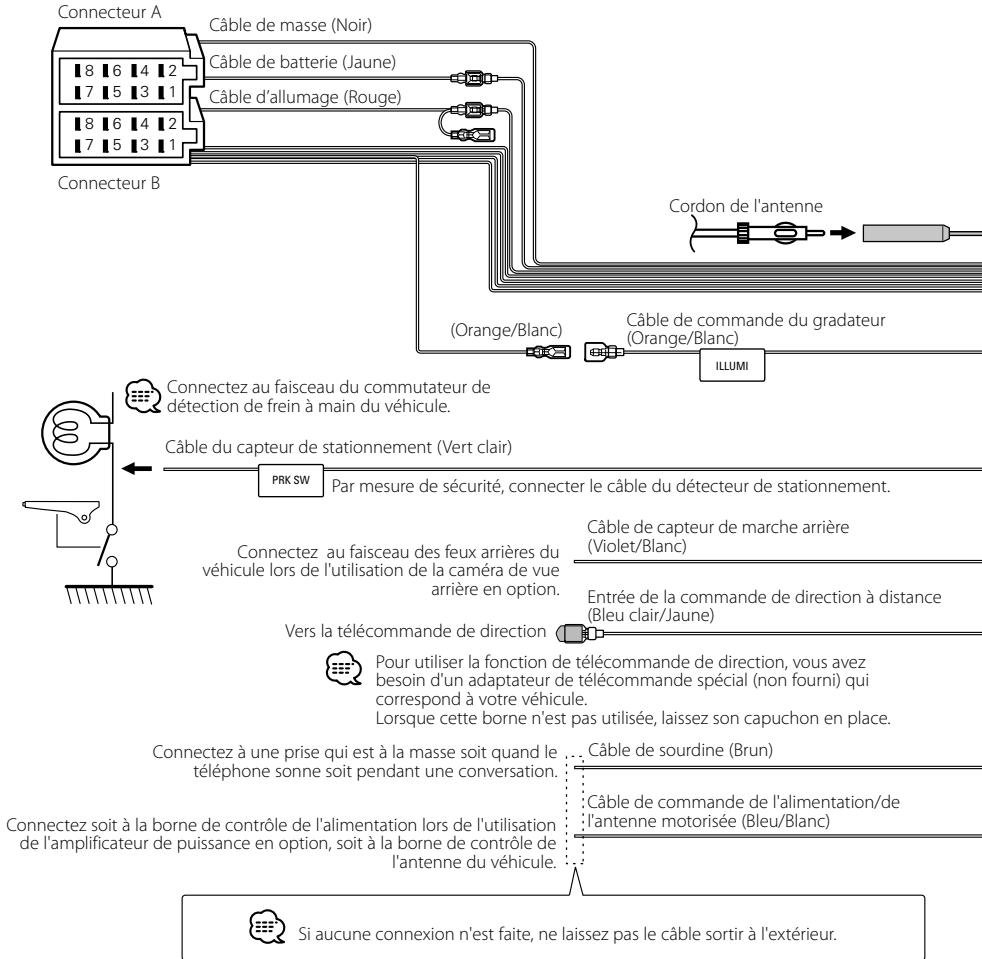 Connecteur A
Câble de masse (Noir)
Câble de batterie (Jaune)
Câble d'allumage (Rouge)
8 6 4 2
7 5 3 1
8 6 4 2
7 5 3 1
Connecteur B
Cordon de l'antenne
(Orange/Blanc)
Câble de commande du gradateur
(Orange/Blanc)
ILLUMI
Connectez au faisceau du commutateur de
détection de frein à main du véhicule.
Câble du capteur de stationnement (Vert clair)
PRK SW
Par mesure de sécurité, connecter le câble du détecteur de stationnement.
Câble de capteur de marche arrière
(Violet/Blanc)
Connectez au faisceau des feux arrières du
véhicule lors de l'utilisation de la caméra de vue
arrière en option.
Entrée de la commande de direction à distance
(Bleu clair/Jaune)
Vers la télécommande de direction
Pour utiliser la fonction de télécommande de direction, vous avez
besoin d'un adaptateur de télécommande spécial (non fourni) qui
correspond à votre véhicule.
Lorsque cette borne n'est pas utilisée, laissez son capuchon en place.
Connectez à une prise qui est à la masse soit quand le
téléphone sonne soit pendant une conversation.
Câble de sourdine (Brun)
Câble de commande de l'alimentation/de
l'antenne motorisée (Bleu/Blanc)
Connectez soit à la borne de contrôle de l'alimentation lors de l'utilisation
de l'amplificateur de puissance en option, soit à la borne de contrôle de
l'antenne du véhicule.
Si aucune connexion n'est faite, ne laissez pas le câble sortir à l'extérieur.